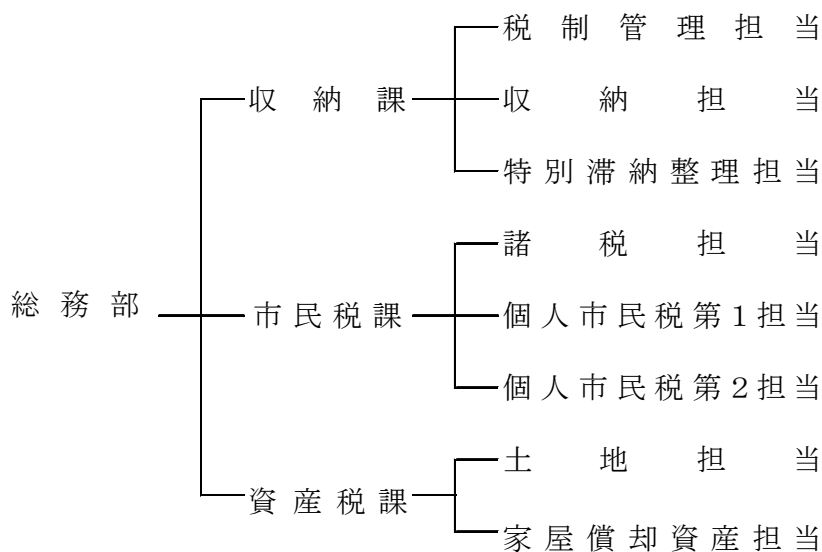 税制管理担当
収納課
収納担当
特別滞納整理担当
諸税担当
総務部
市民税課
個人市民税第1担当
個人市民税第2担当
土地担当
資産税課
家屋償却資産担当